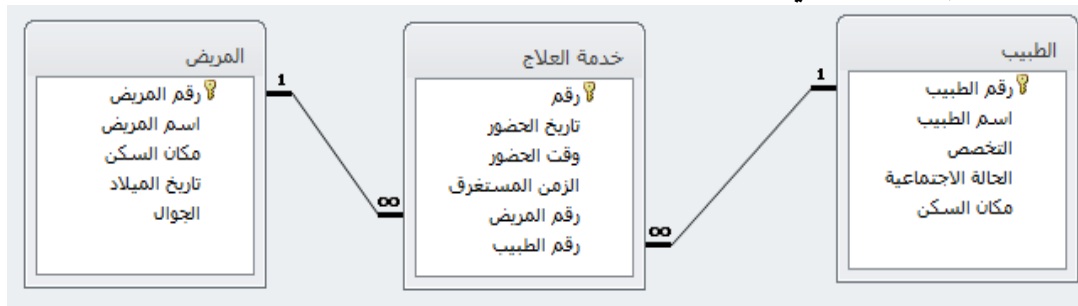 الطبيب
رقم الطبيب
اسم الطبيب
التخصص
الحالة الاجتماعية
مكان السكن
1
∞
خدمة العلاج
رقم
تاريخ الحضور
وقت الحضور
الزمن المستغرق
رقم المريض
رقم الطبيب
∞
1
المريض
رقم المريض
اسم المريض
مكان السكن
تاريخ الميلاد
الجوال